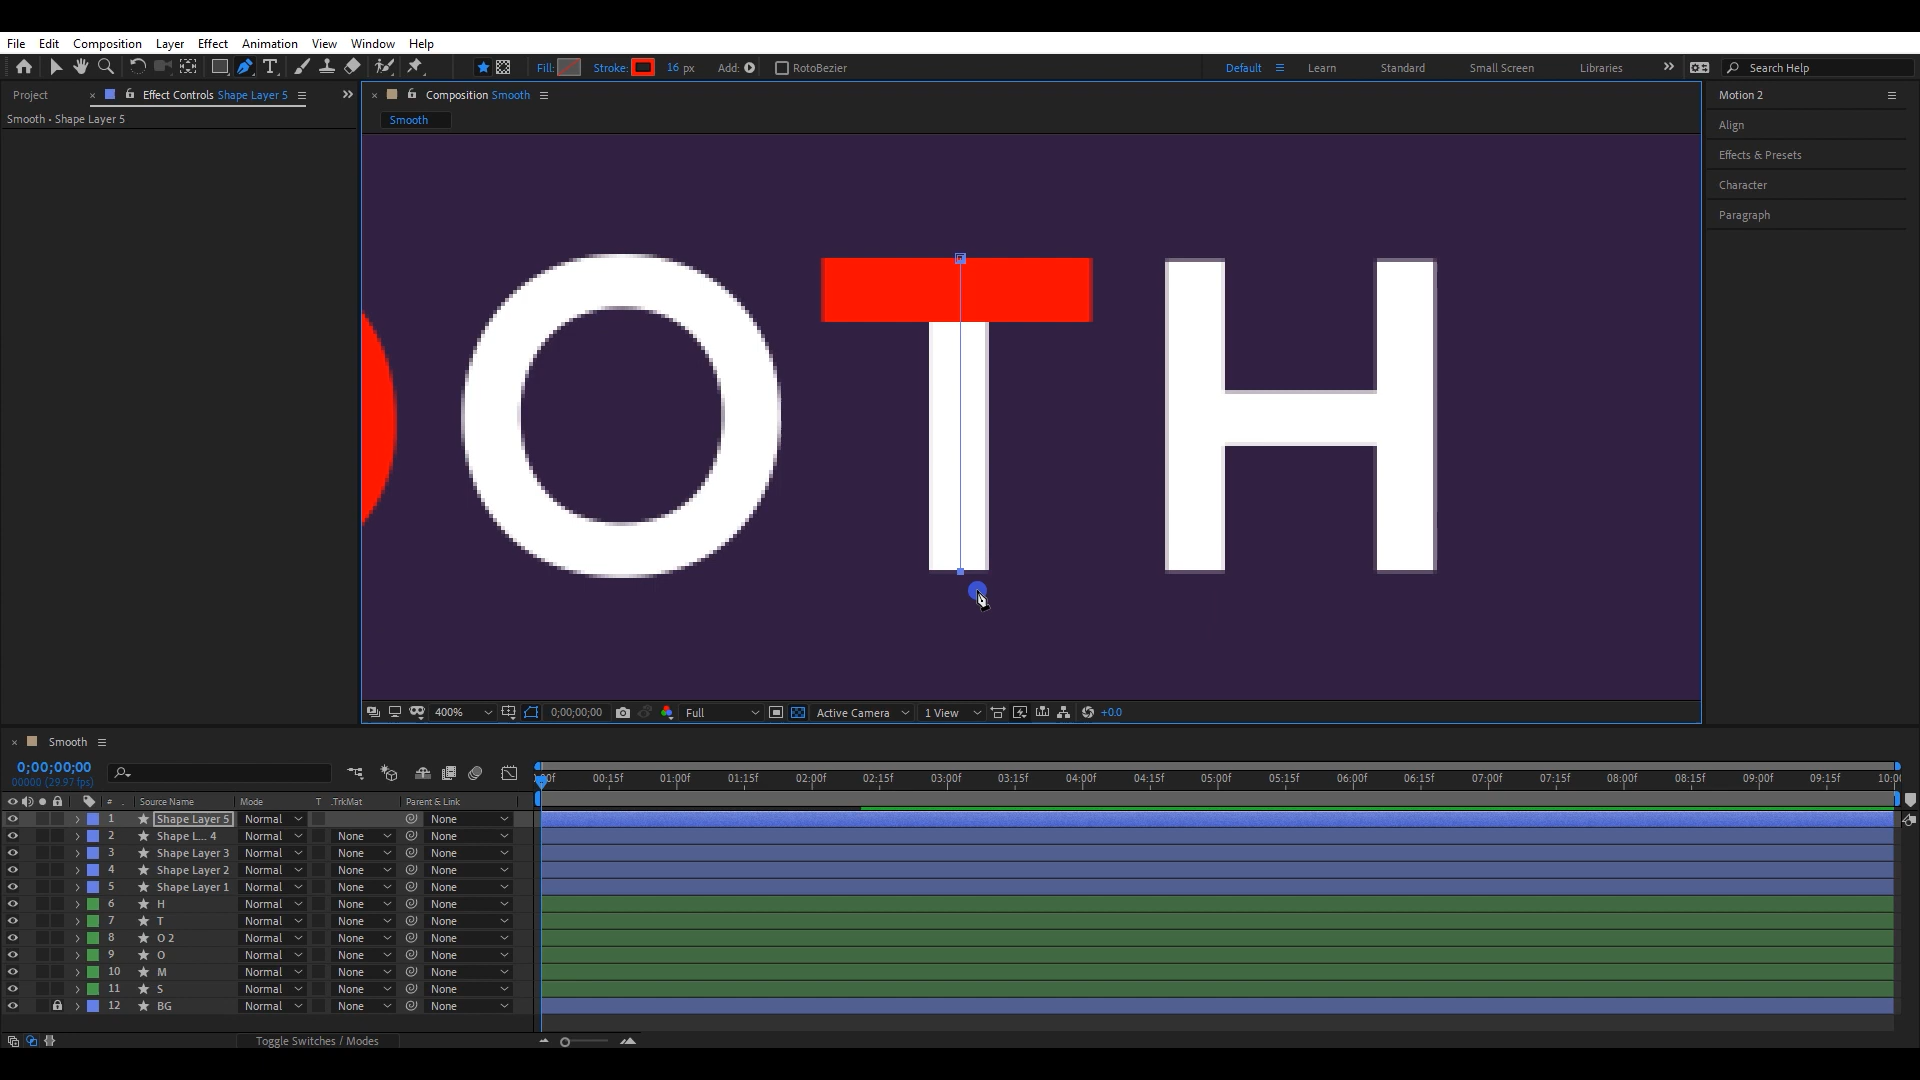 File Edit Composition Layer Effect Animation View Window Help
Fill: Stroke: 16 px Add: RotoBezier Default Learn Standard Small Screen Libraries Search Help
Project Effect Controls Shape Layer 5 Composition Smooth Motion 2
Smooth • Shape Layer 5 Smooth Align
Effects & Presets
Character
Paragraph
OTH
400% 0;00;00;00 Full Active Camera 1 View +0.0
Smooth
0;00;00;00
00000 (29.97 fps)
00f 00:15f 01:00f 01:15f 02:00f 02:15f 03:00f 03:15f 04:00f 04:15f 05:00f 05:15f 06:00f 06:15f 07:00f 07:15f 08:00f 08:15f 09:00f 09:15f 10:00
# Source Name Mode T .TrkMat Parent & Link
1 Shape Layer 5 Normal None
2 Shape L... 4 Normal None None
3 Shape Layer 3 Normal None None
4 Shape Layer 2 Normal None None
5 Shape Layer 1 Normal None None
6 H Normal None None
7 T Normal None None
8 O 2 Normal None None
9 O Normal None None
10 M Normal None None
11 S Normal None None
12 BG Normal None None
Toggle Switches / Modes